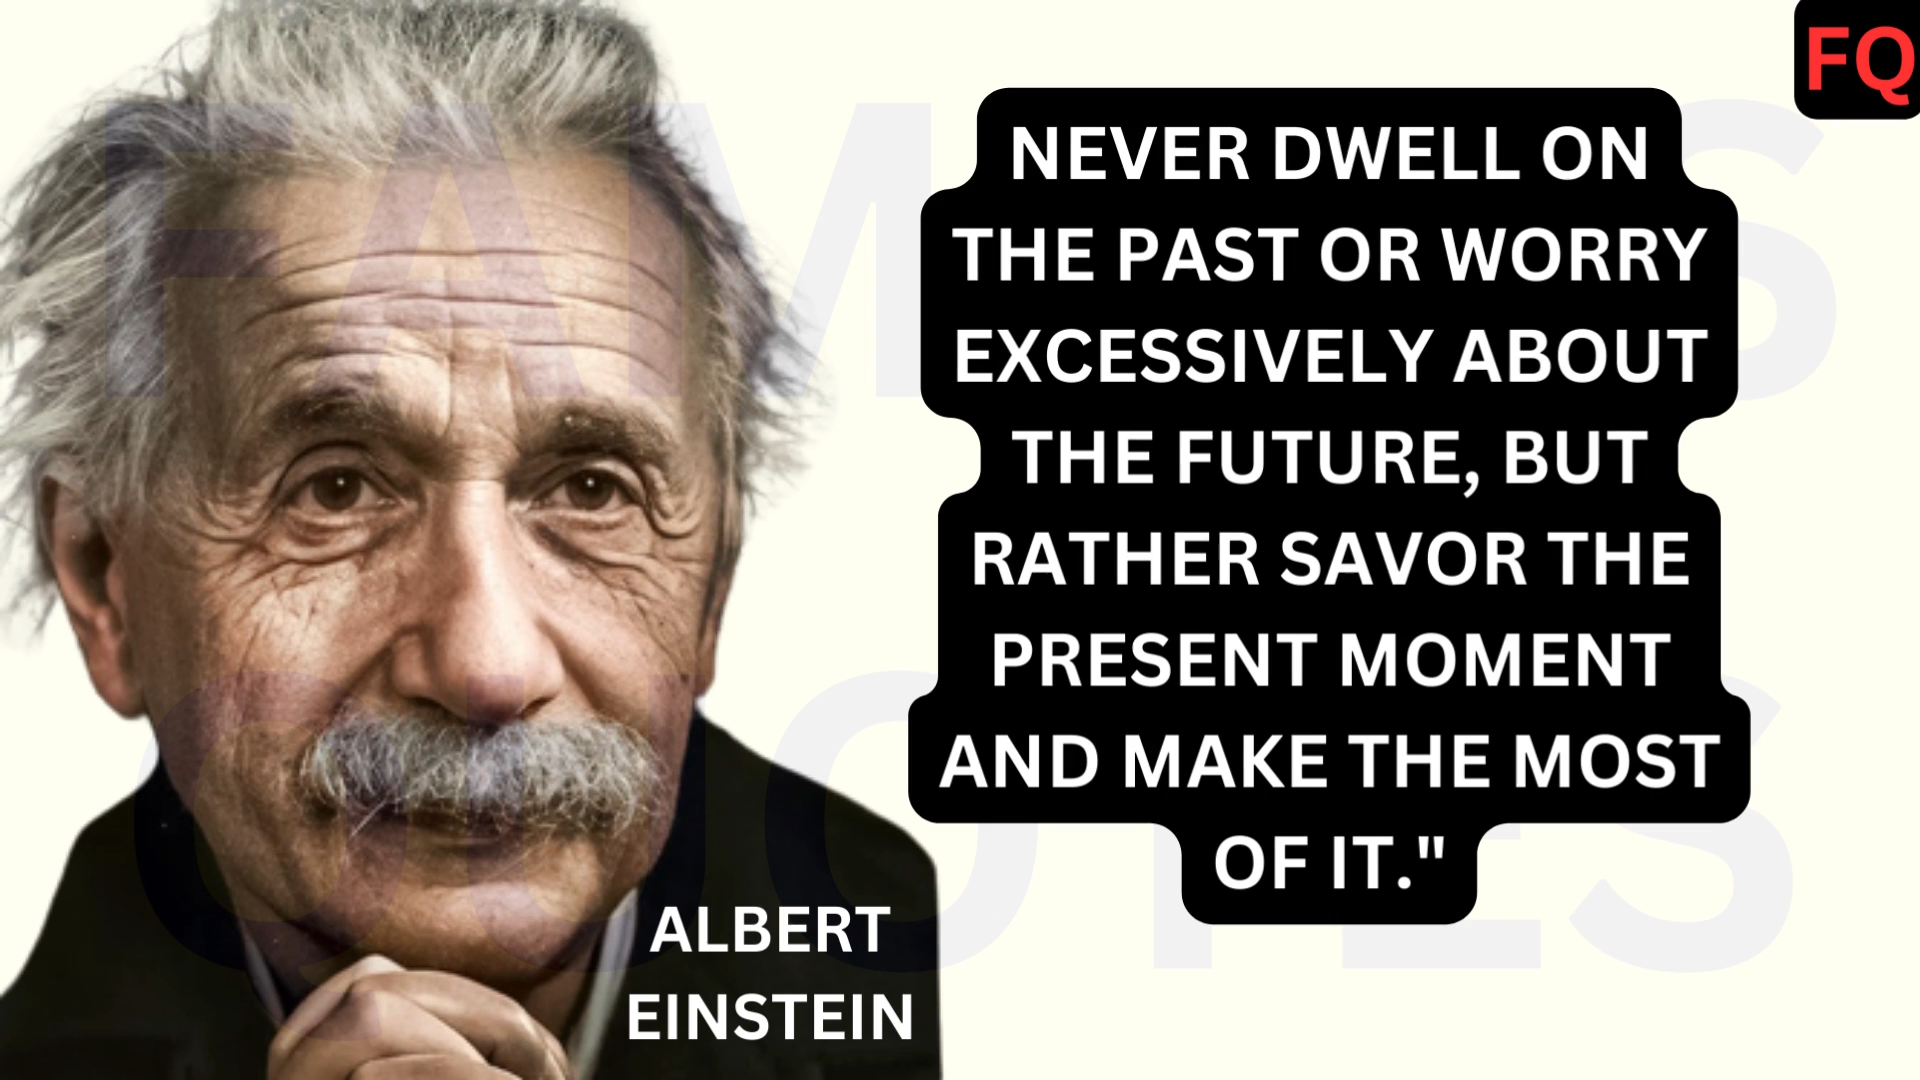 FQ
NEVER DWELL ON
THE PAST OR WORRY
EXCESSIVELY ABOUT
THE FUTURE, BUT
RATHER SAVOR THE
PRESENT MOMENT
AND MAKE THE MOST
OF IT."
ALBERT
EINSTEIN